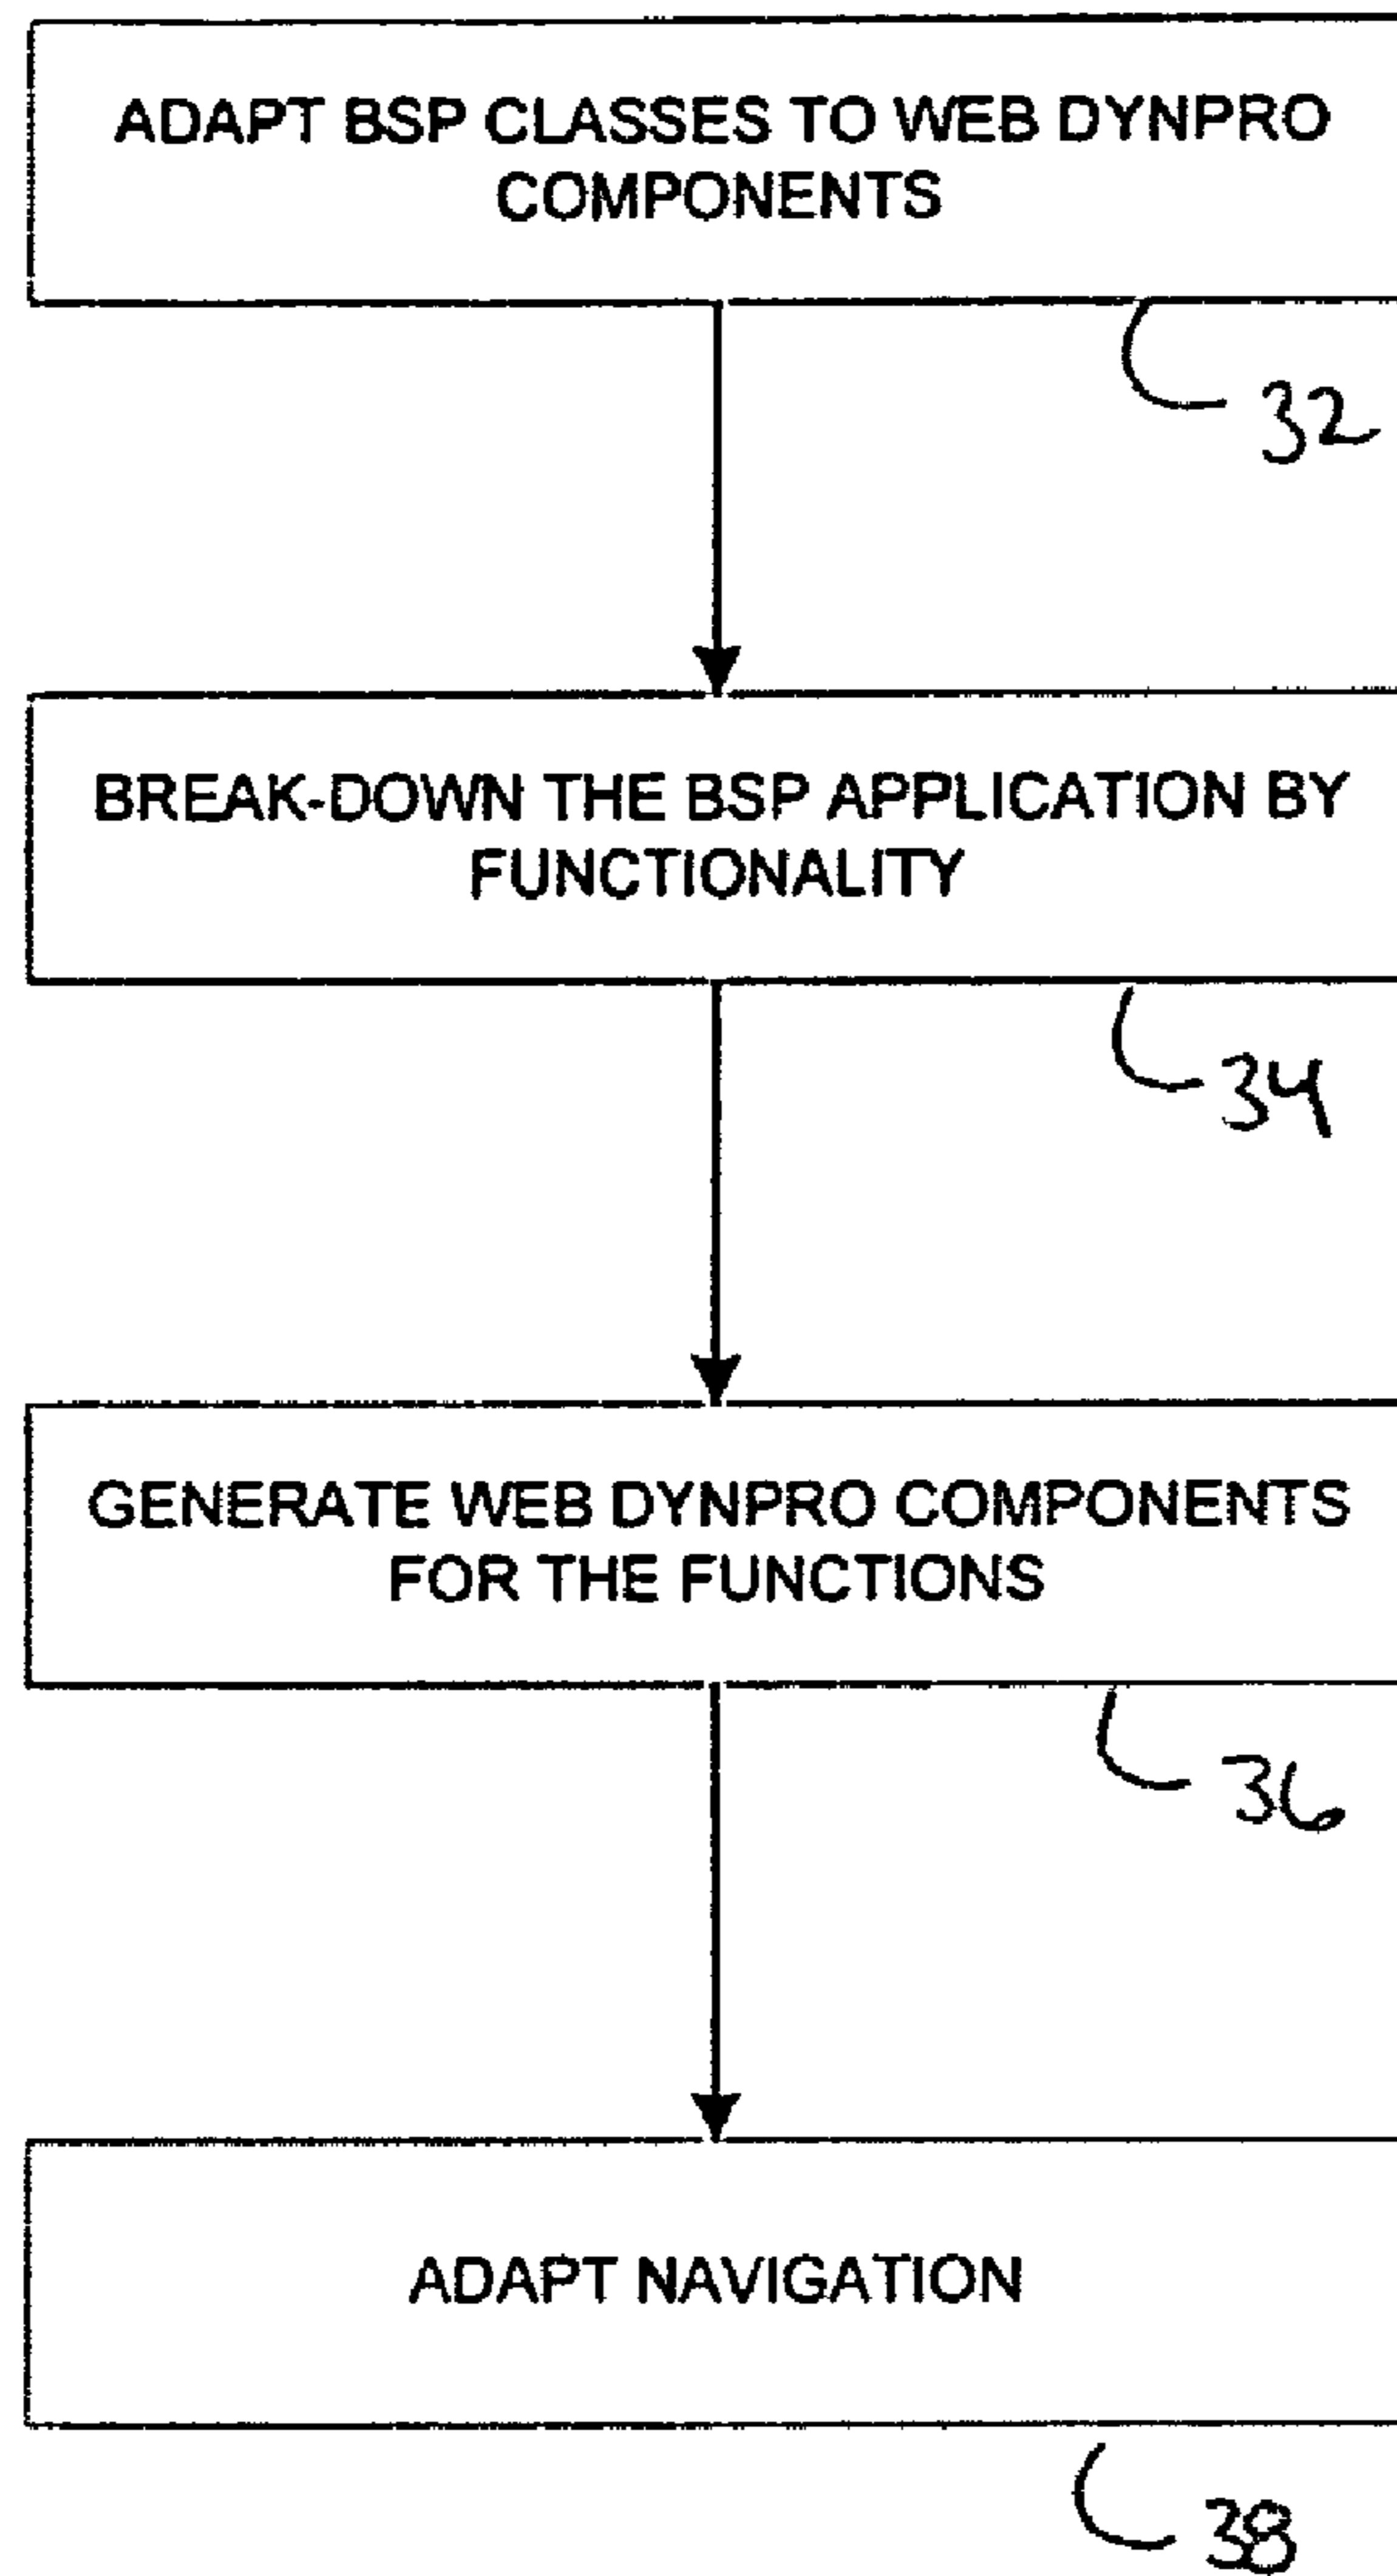 ADAPT BSP CLASSES TO WEB DYNPRO
COMPONENTS
32
BREAK-DOWN THE BSP APPLICATION BY
FUNCTIONALITY
34
GENERATE WEB DYNPRO COMPONENTS
FOR THE FUNCTIONS
36
ADAPT NAVIGATION
38